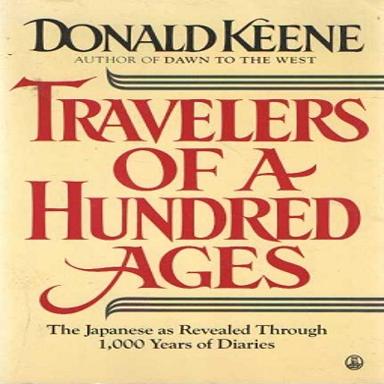 DONALD KEENE
AUTHOR OF DAWN TO THE WEST
TRAVELERS
OF A
HUNDRED
AGES
The Japanese as Revealed Through
1,000 Years of Diaries